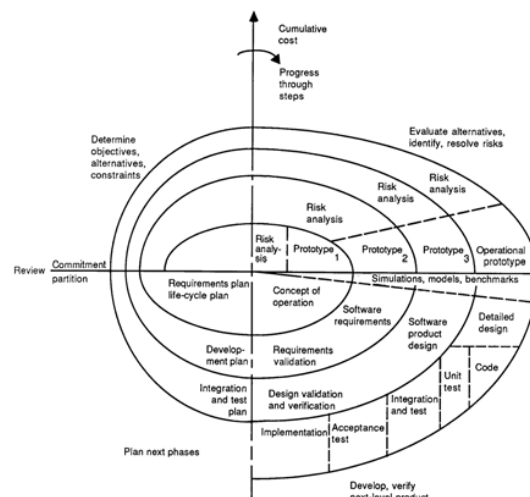 Cumulative
cost
Progress
through
steps
Determine
objectives,
alternatives,
constraints
Evaluate alternatives,
identify, resolve risks
Risk
analysis
Risk
analysis
Risk
analysis
Risk
analy-
sis
Prototype
1
Prototype
2
Prototype
3
Operational
prototype
Review
Commitment
partition
Simulations, models, benchmarks
Requirements plan
life-cycle plan
Concept of
operation
Software
requirements
Software
product
design
Detailed
design
Develop-
ment plan
Requirements
validation
Integration
and test
plan
Design validation
and verification
Unit
test
Code
Integration
and test
Acceptance
test
Implementation
Plan next phases
Develop, verify
next-level product